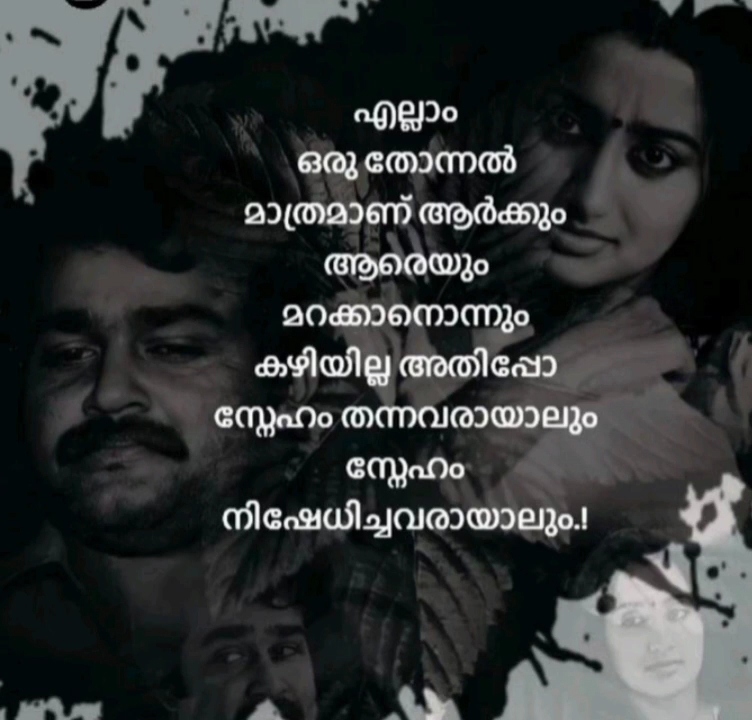 എല്ലാം
ഒരു തോന്നൽ
മാത്രമാണ് ആർക്കും
ആരെയും
മറക്കാനൊന്നും
കഴിയില്ല അതിപ്പോ
സ്നേഹം തന്നവരായാലും
സ്നേഹം
നിഷേധിച്ചവരായാലും.!